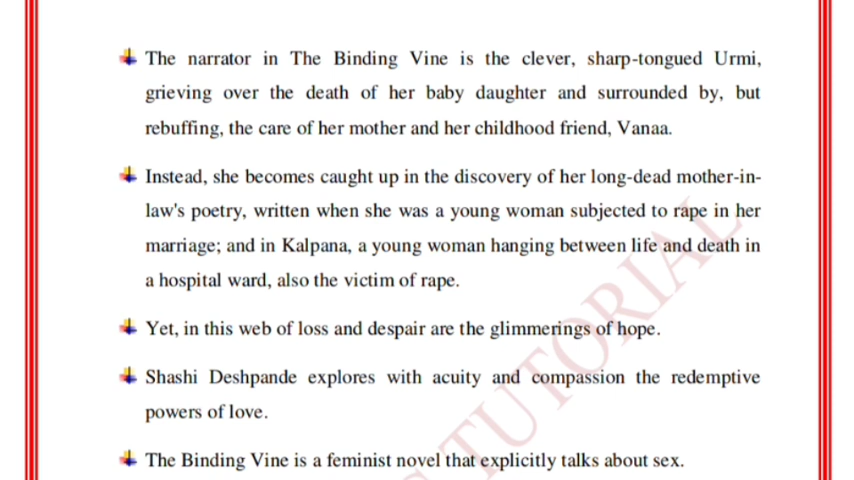 The narrator in The Binding Vine is the clever, sharp-tongued Urmi,
grieving over the death of her baby daughter and surrounded by, but
rebuffing, the care of her mother and her childhood friend, Vanaa.
Instead, she becomes caught up in the discovery of her long-dead mother-in-
law's poetry, written when she was a young woman subjected to rape in her
marriage; and in Kalpana, a young woman hanging between life and death in
a hospital ward, also the victim of rape.
Yet, in this web of loss and despair are the glimmerings of hope.
Shashi Deshpande explores with acuity and compassion the redemptive
powers of love.
The Binding Vine is a feminist novel that explicitly talks about sex.
TUTORIAL